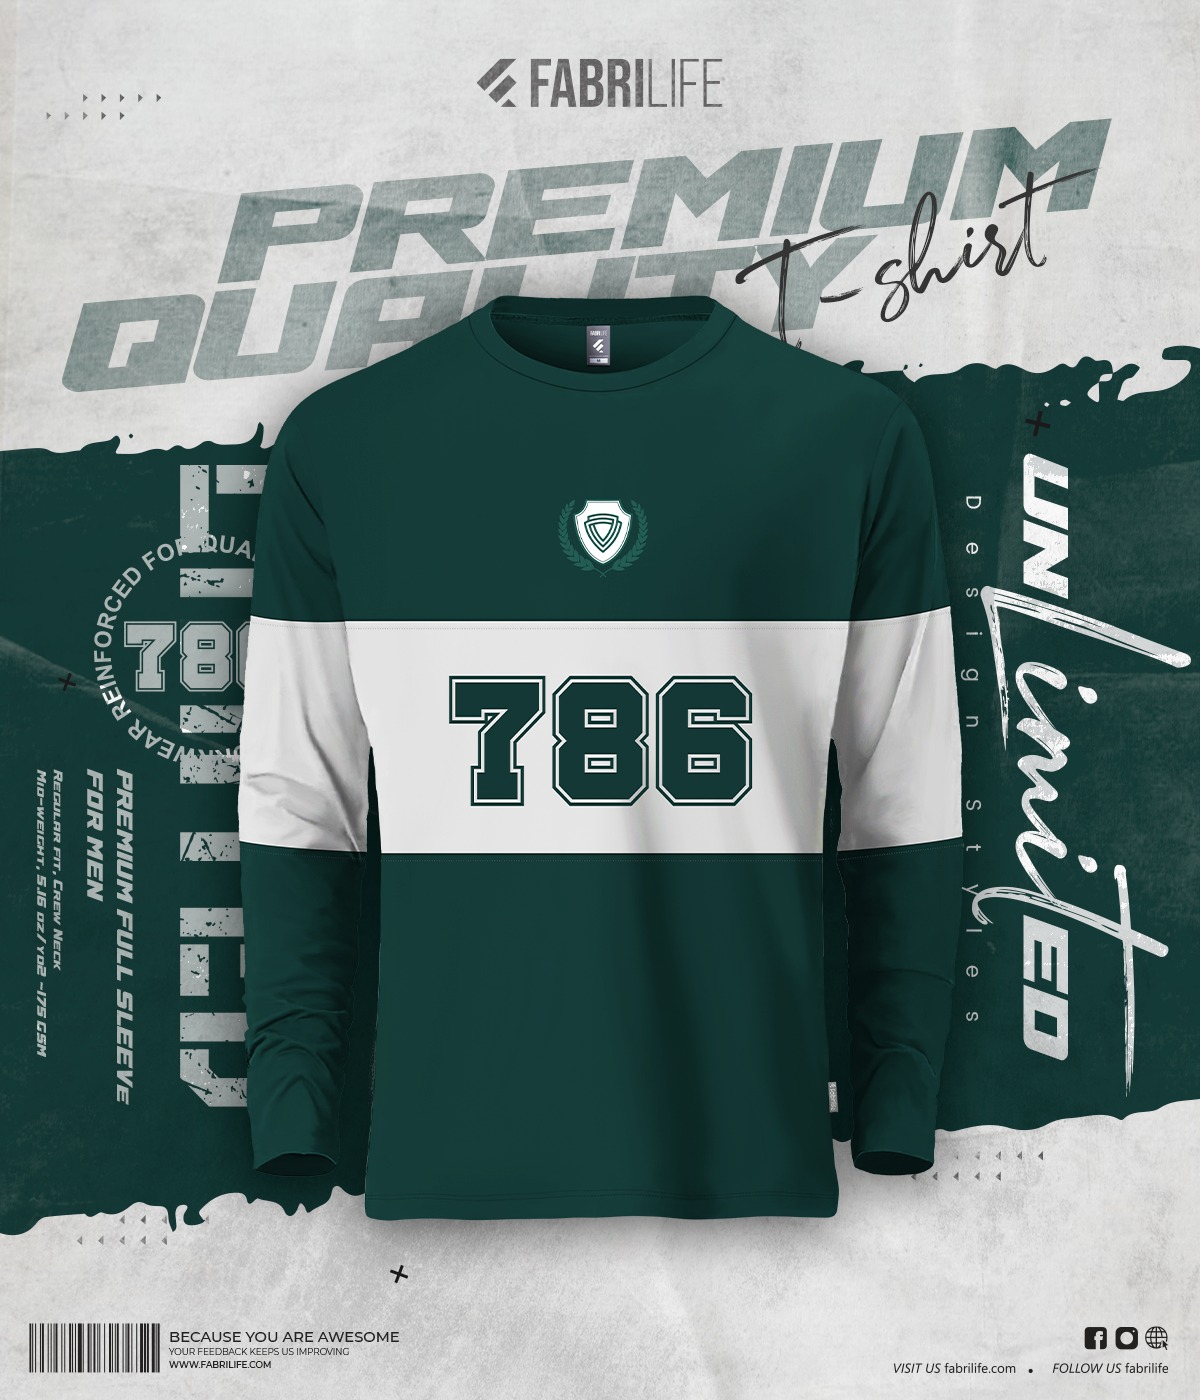 FABRILIFE
PREMIUM
QUALITY
t-shirt
FABRILIFE
M
786
REINFORCED FOR
786
PREMIUM FULL SLEEVE
FOR MEN
REGULAR FIT, CREW NECK
MID-WEIGHT, 5.16 OZ/YD2 ~175 GSM
Design Styles
UNLimitED
BECAUSE YOU ARE AWESOME
YOUR FEEDBACK KEEPS US IMPROVING
WWW.FABRILIFE.COM
VISIT US fabrilife.com • FOLLOW US fabrilife